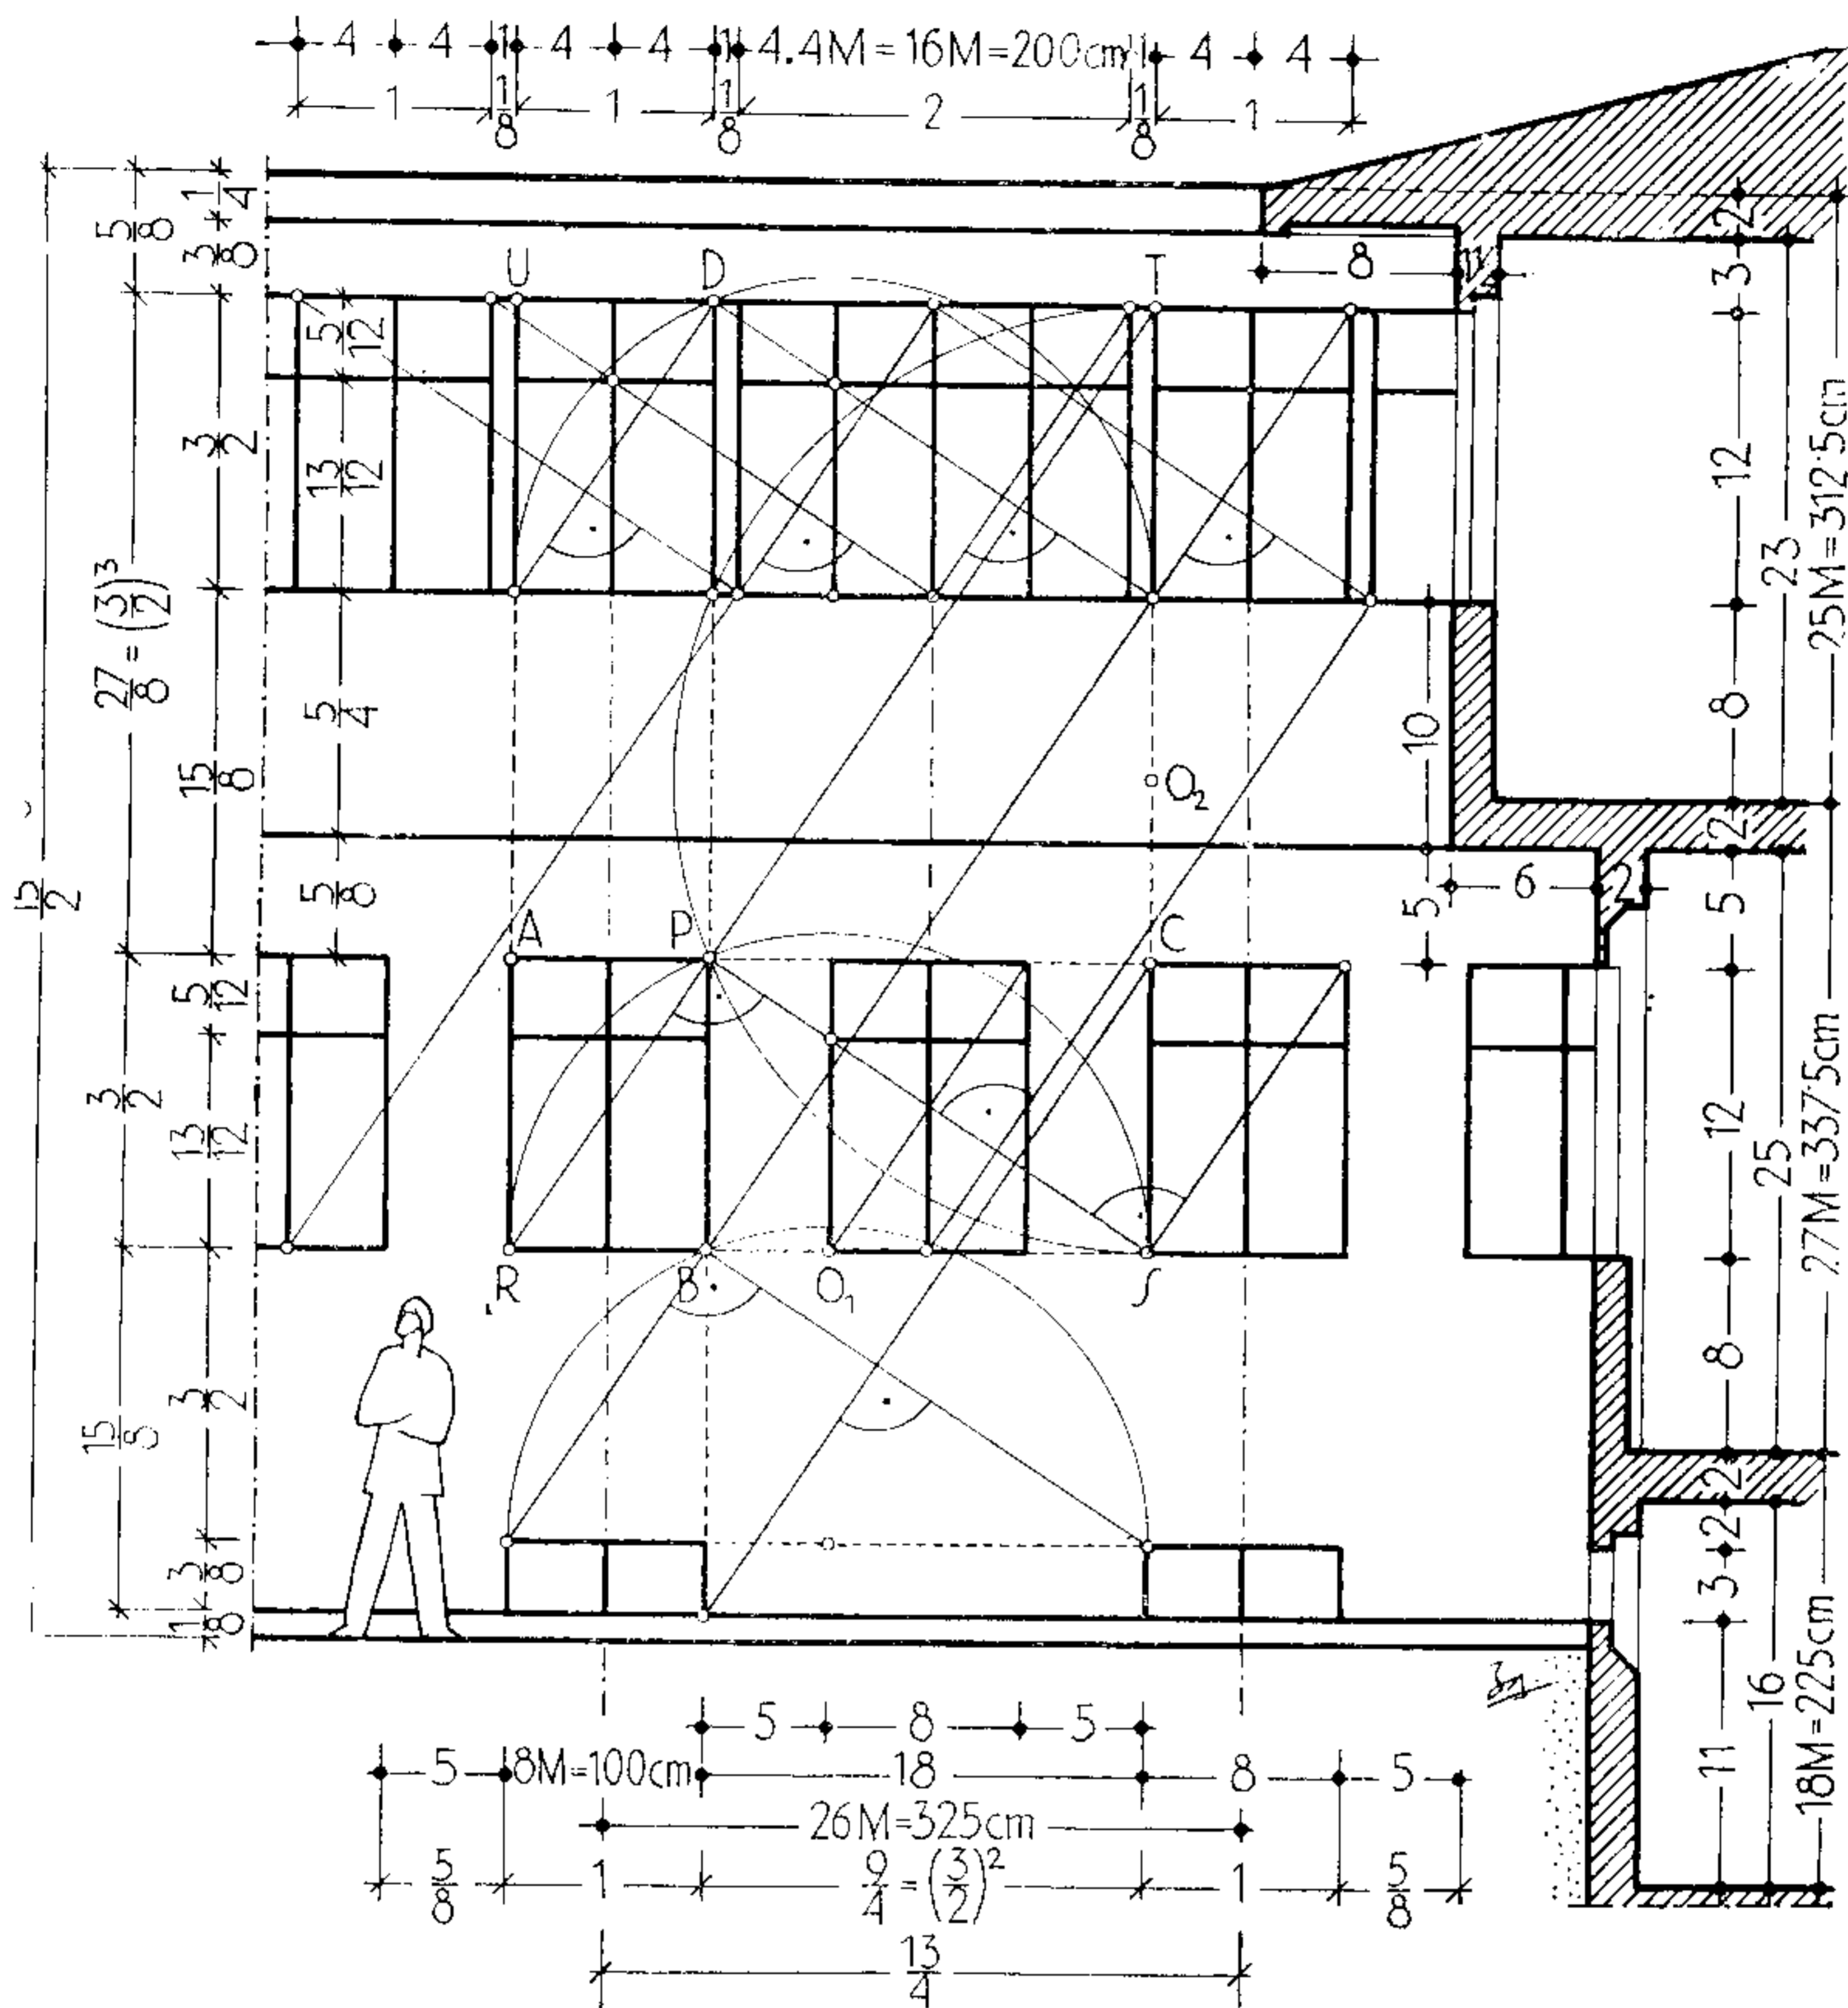 4 4 1 4 4 1 4.4M=16M=200cm 1 4 4
1 1/8 1 1/8 2 1/8 1
1/4
5/8
3/8
U D T
8 1
5/12
3/2
13/12
27/8=(3/2)³
5/4
15/8
15/2
O₂
5/8
A P C
5/12
3/2
13/12
R B O₁ S
3/2
15/8
3/8
1/8
2
3
12
23
25M=312·5cm
8
10
2
6 2
5
5
12
25
27M=337·5cm
8
2
2
3
16
18M=225cm
11
5 8 5
5 8M=100cm 18 8 5
26M=325cm
5/8 1 9/4=(3/2)² 1 5/8
13/4